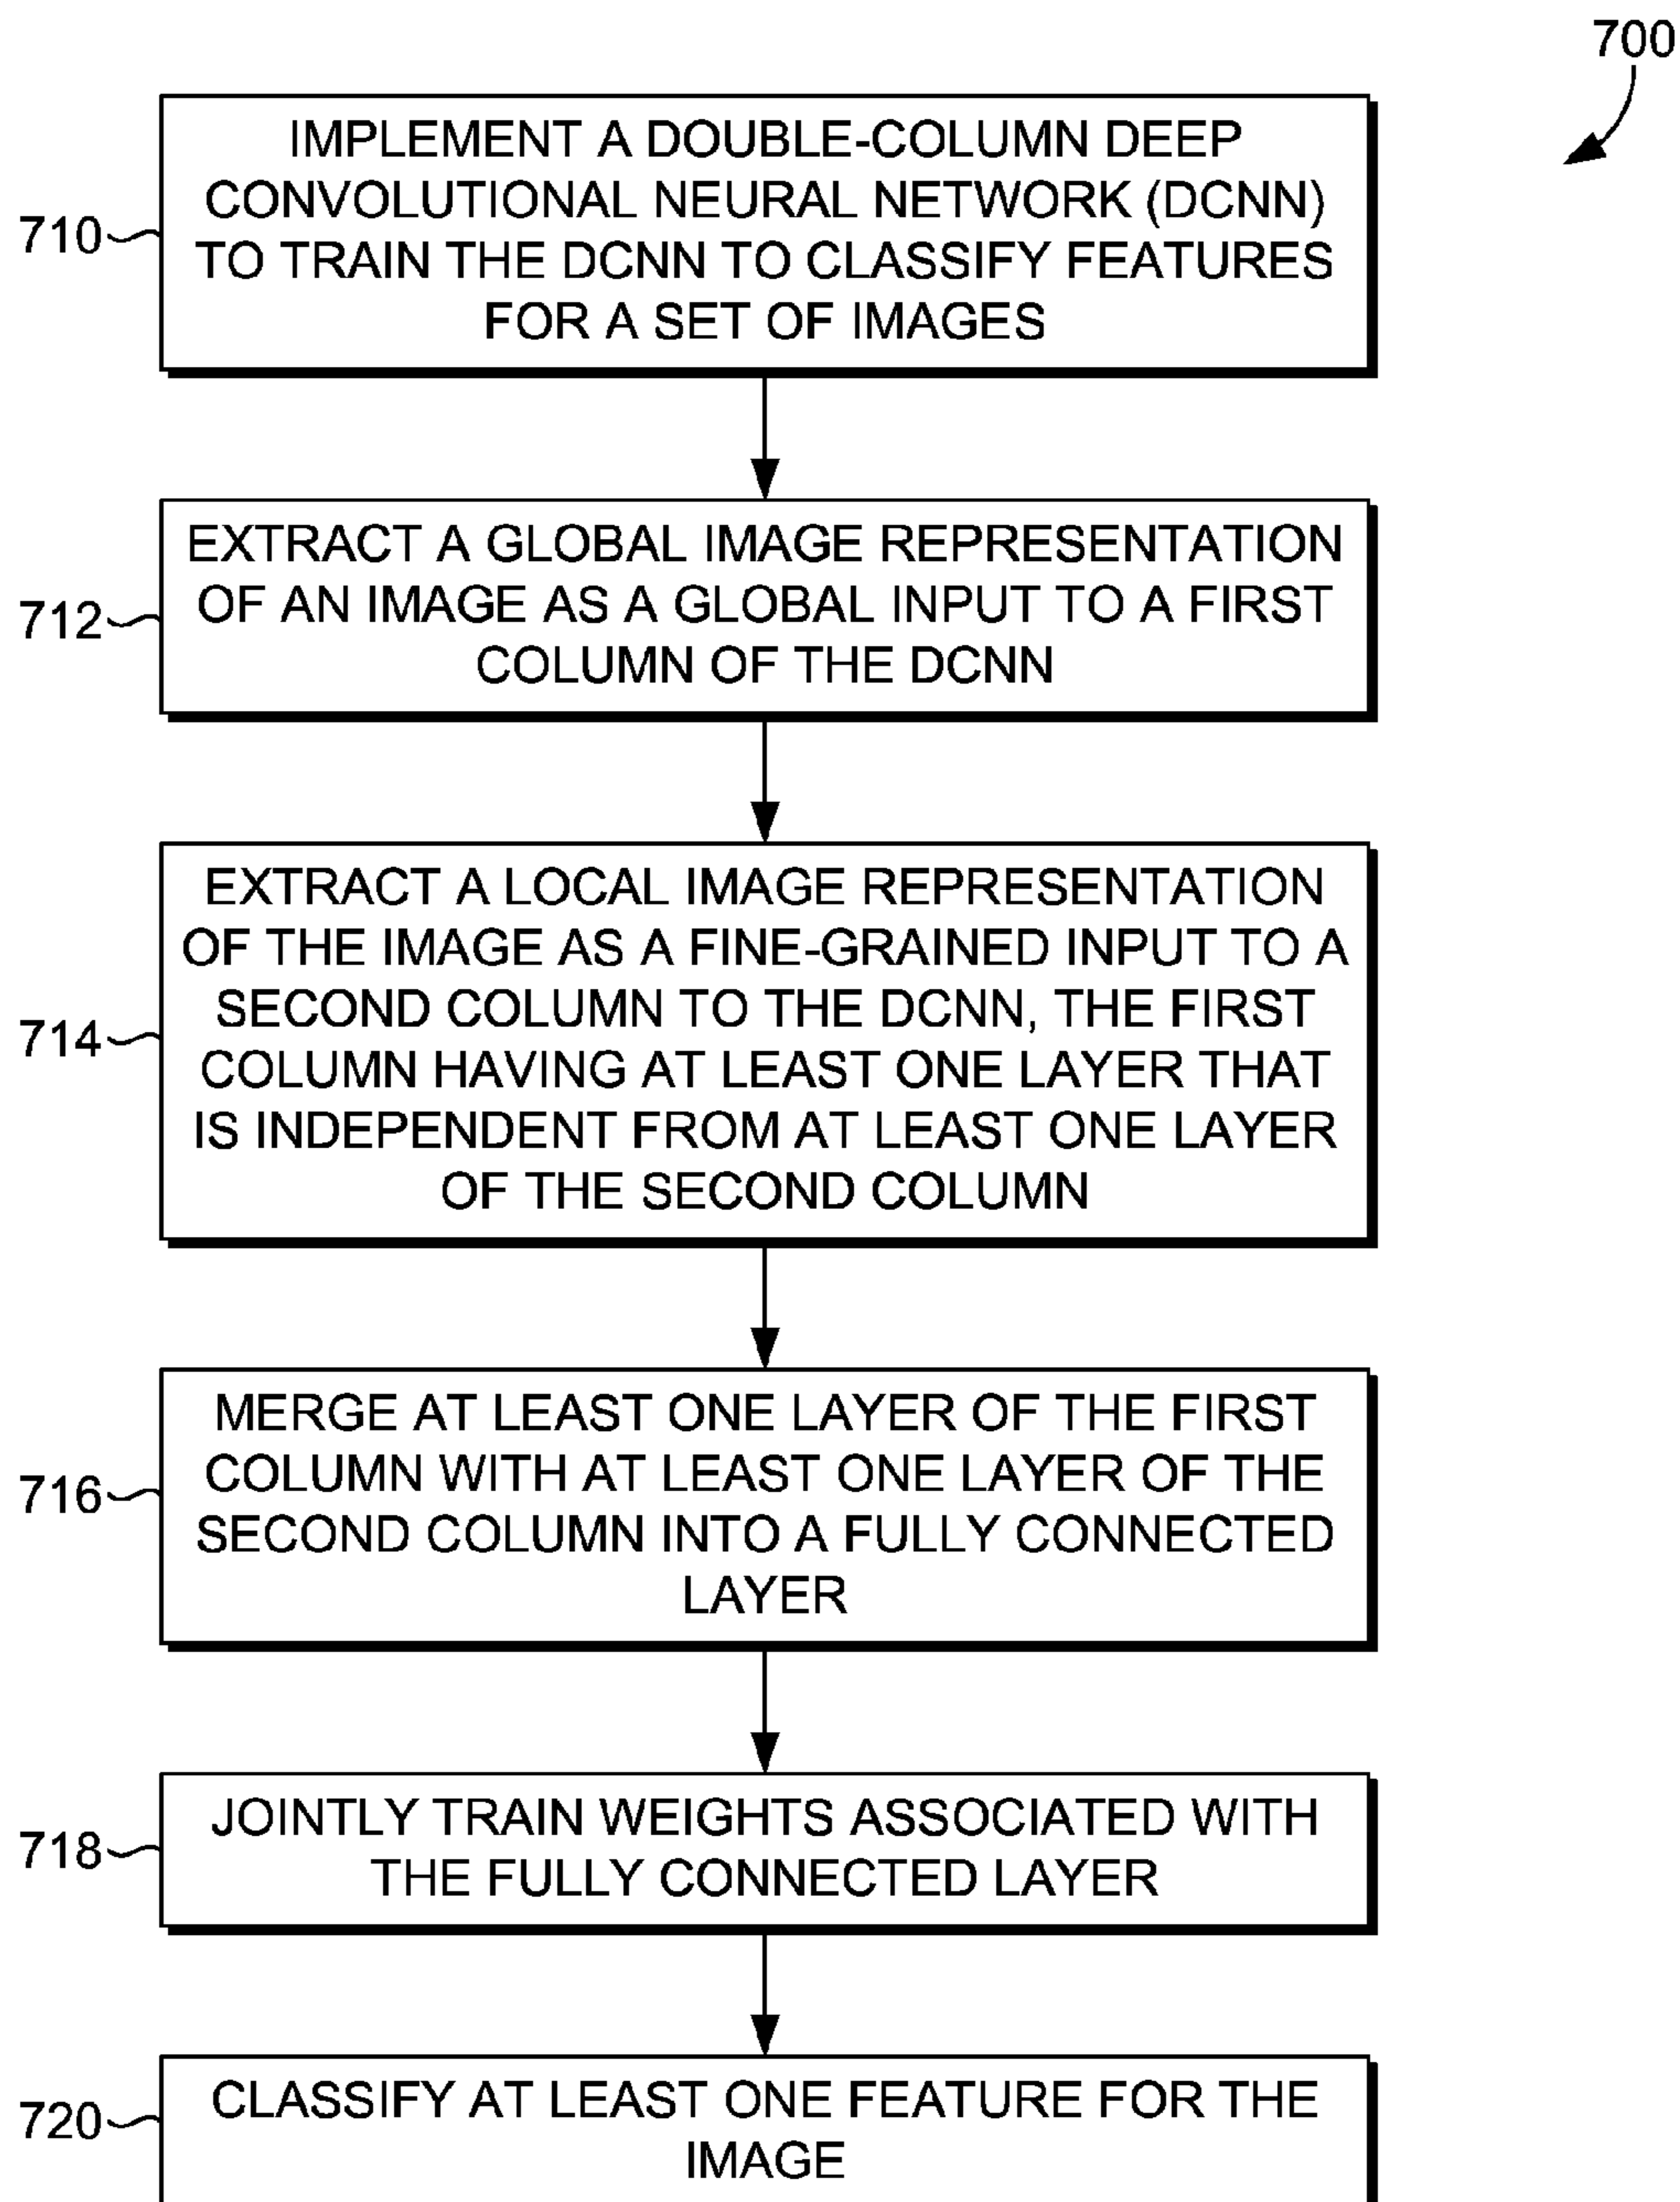 700
710
IMPLEMENT A DOUBLE-COLUMN DEEP
CONVOLUTIONAL NEURAL NETWORK (DCNN)
TO TRAIN THE DCNN TO CLASSIFY FEATURES
FOR A SET OF IMAGES
712
EXTRACT A GLOBAL IMAGE REPRESENTATION
OF AN IMAGE AS A GLOBAL INPUT TO A FIRST
COLUMN OF THE DCNN
714
EXTRACT A LOCAL IMAGE REPRESENTATION
OF THE IMAGE AS A FINE-GRAINED INPUT TO A
SECOND COLUMN TO THE DCNN, THE FIRST
COLUMN HAVING AT LEAST ONE LAYER THAT
IS INDEPENDENT FROM AT LEAST ONE LAYER
OF THE SECOND COLUMN
716
MERGE AT LEAST ONE LAYER OF THE FIRST
COLUMN WITH AT LEAST ONE LAYER OF THE
SECOND COLUMN INTO A FULLY CONNECTED
LAYER
718
JOINTLY TRAIN WEIGHTS ASSOCIATED WITH
THE FULLY CONNECTED LAYER
720
CLASSIFY AT LEAST ONE FEATURE FOR THE
IMAGE